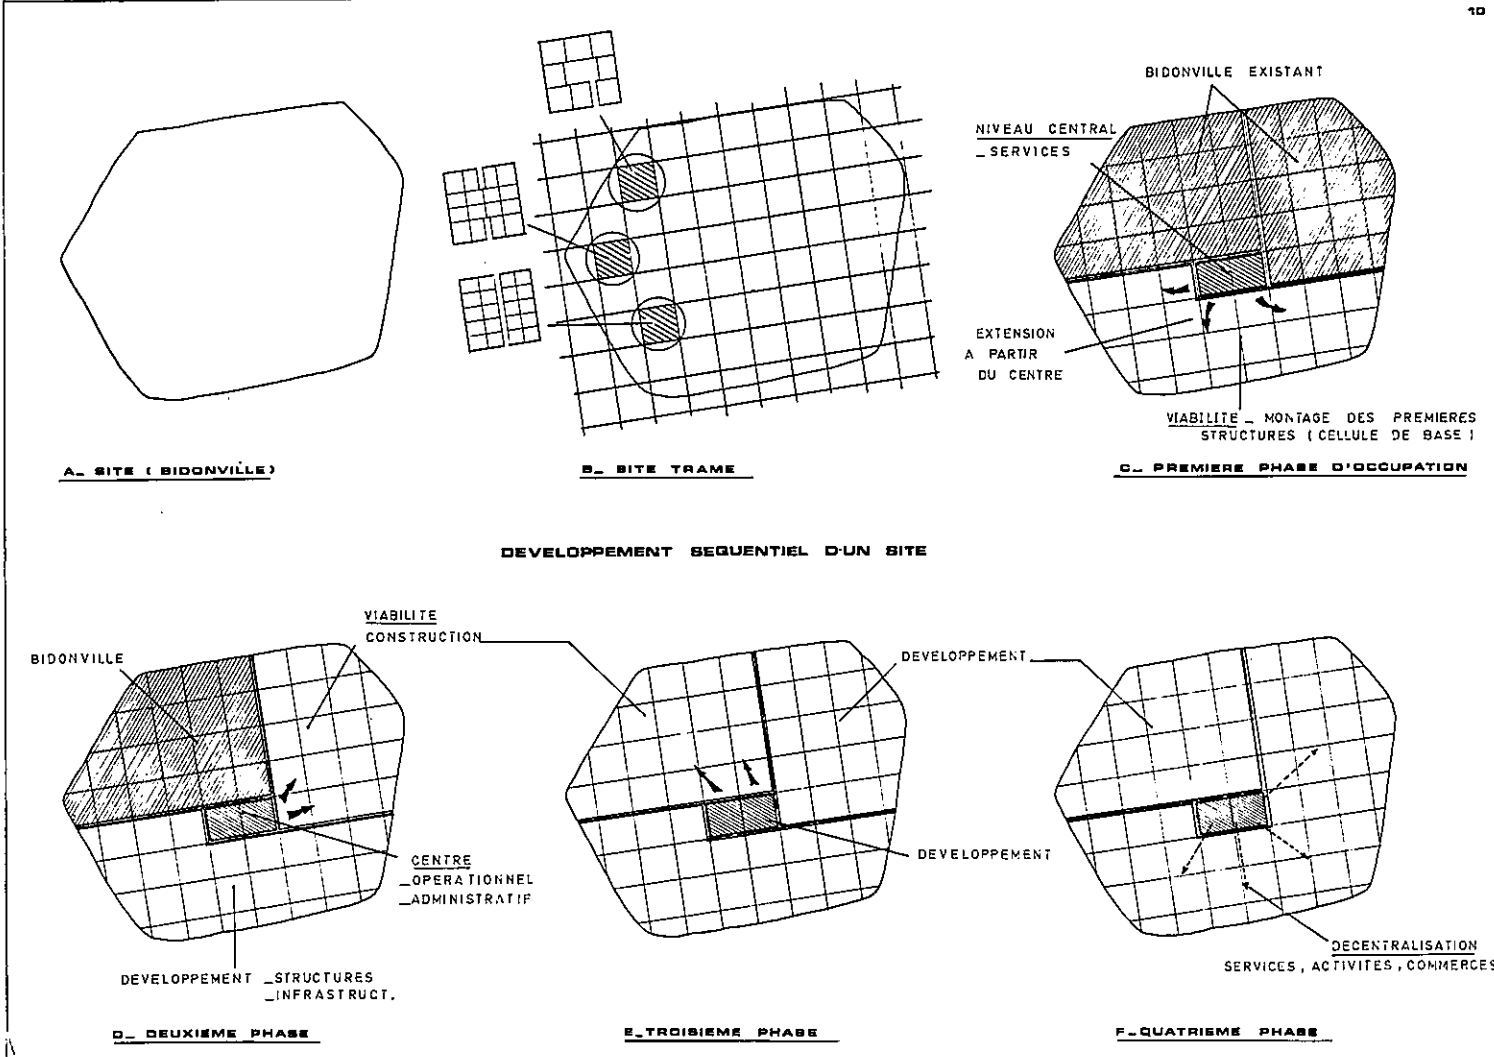 10
BIDONVILLE EXISTANT
NIVEAU CENTRAL
_ SERVICES
EXTENSION
A PARTIR
DU CENTRE
VIABILITE _ MONTAGE DES PREMIERES
STRUCTURES ( CELLULE DE BASE )
A_ SITE ( BIDONVILLE )
B_ SITE TRAME
C_ PREMIERE PHASE D'OCCUPATION
DEVELOPPEMENT SEQUENTIEL D'UN SITE
VIABILITE
CONSTRUCTION
BIDONVILLE
DEVELOPPEMENT
CENTRE
_OPERATIONNEL
_ADMINISTRATIF
DEVELOPPEMENT
DECENTRALISATION
SERVICES , ACTIVITES , COMMERCES
DEVELOPPEMENT _STRUCTURES
_INFRASTRUCT.
D_ DEUXIEME PHASE
E_TROISIEME PHASE
F_QUATRIEME PHASE